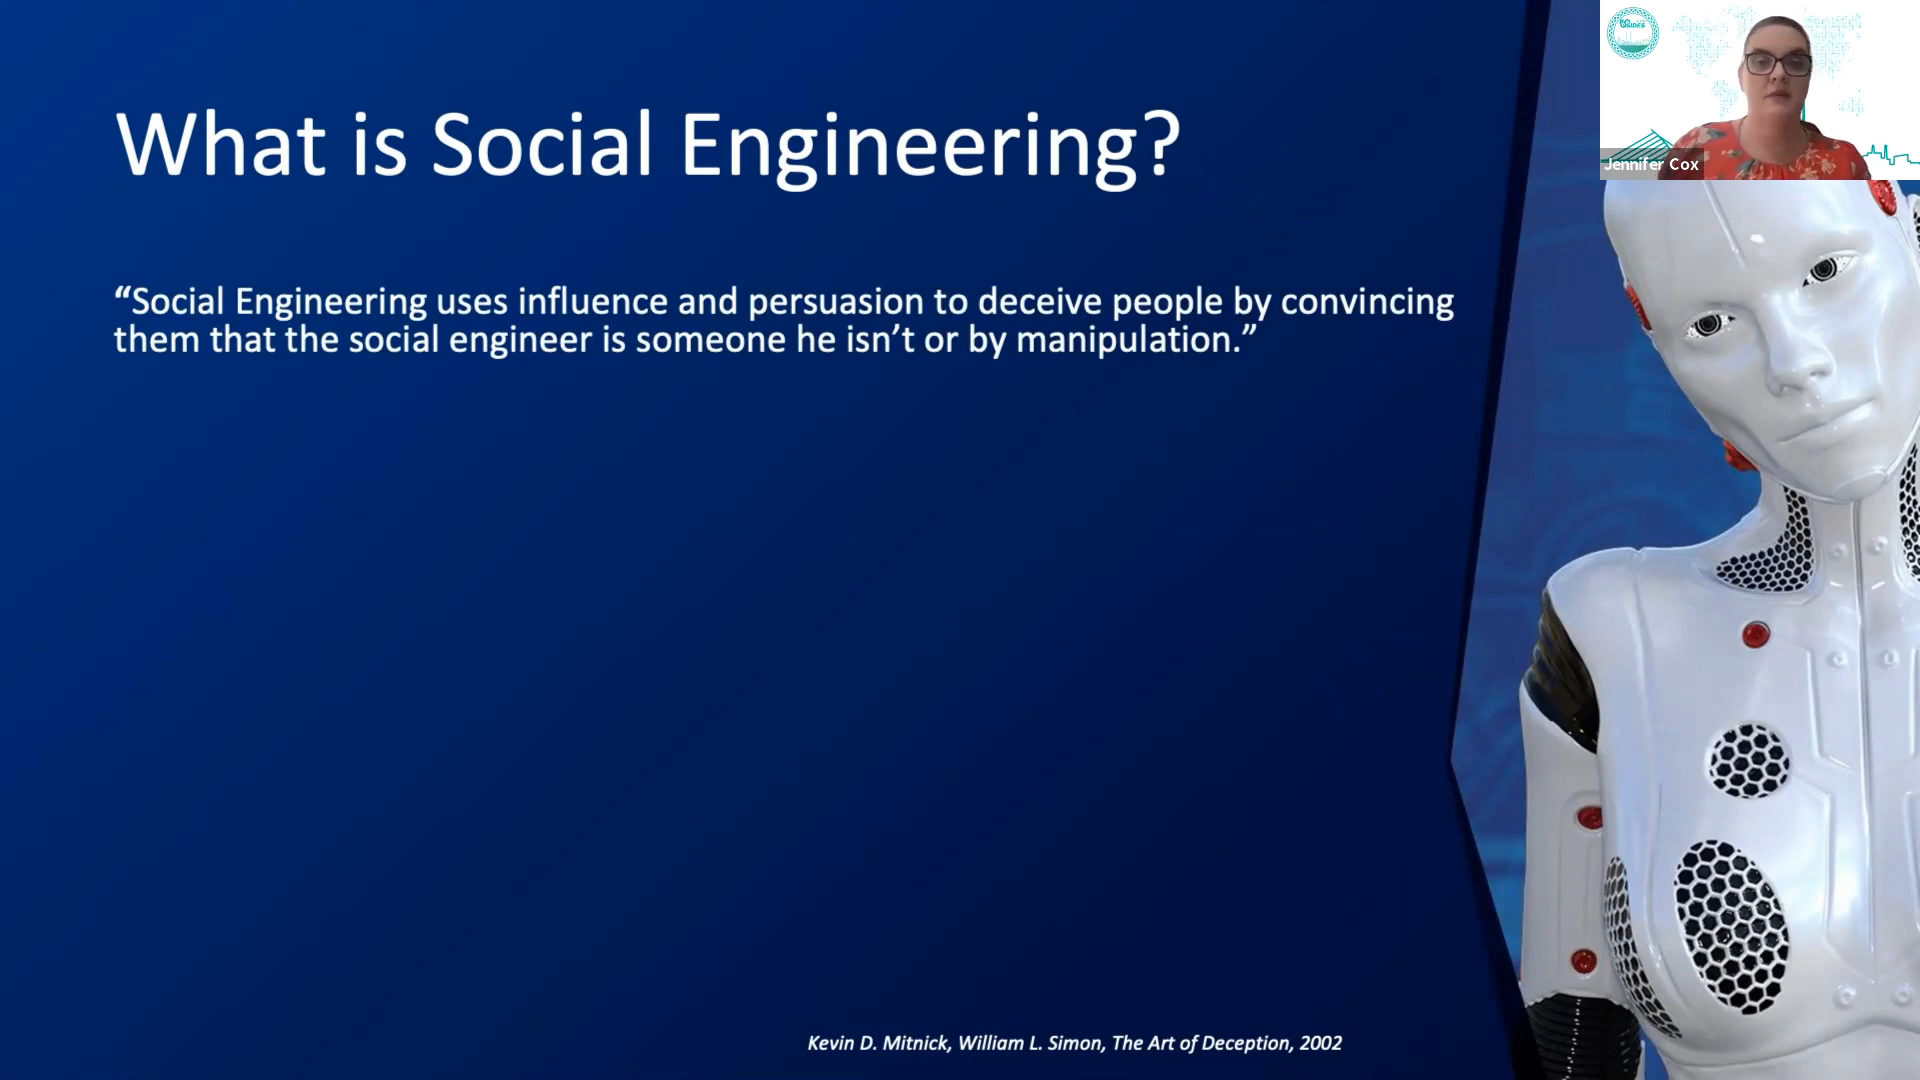 What is Social Engineering?
“Social Engineering uses influence and persuasion to deceive people by convincing
them that the social engineer is someone he isn’t or by manipulation.”
Kevin D. Mitnick, William L. Simon, The Art of Deception, 2002
SIDES
Jennifer Cox